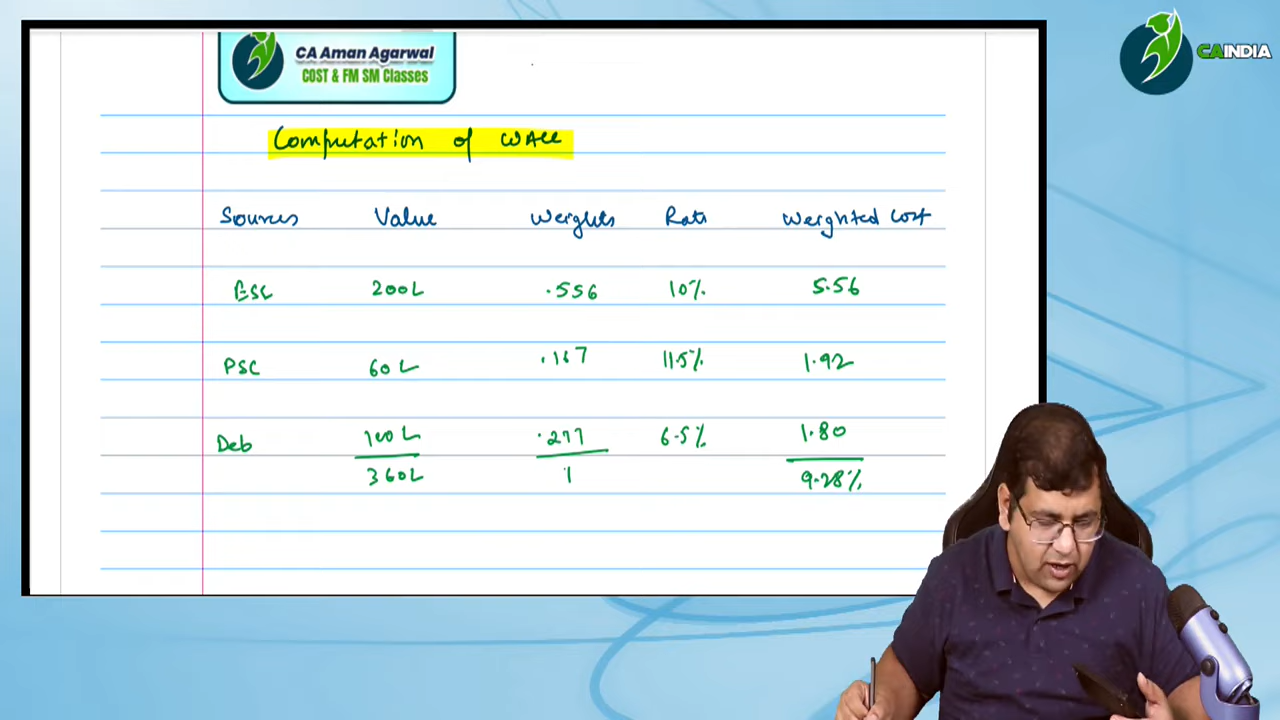 CA Aman Agarwal
COST & FM SM Classes
CAINDIA
Computation of WACC
Sources Value Weights Rate Weighted Cost
ESC 200L .556 10% 5.56
PSC 60L .167 11.5% 1.92
Deb 100L .277 6.5% 1.80
360L 1 9.28%